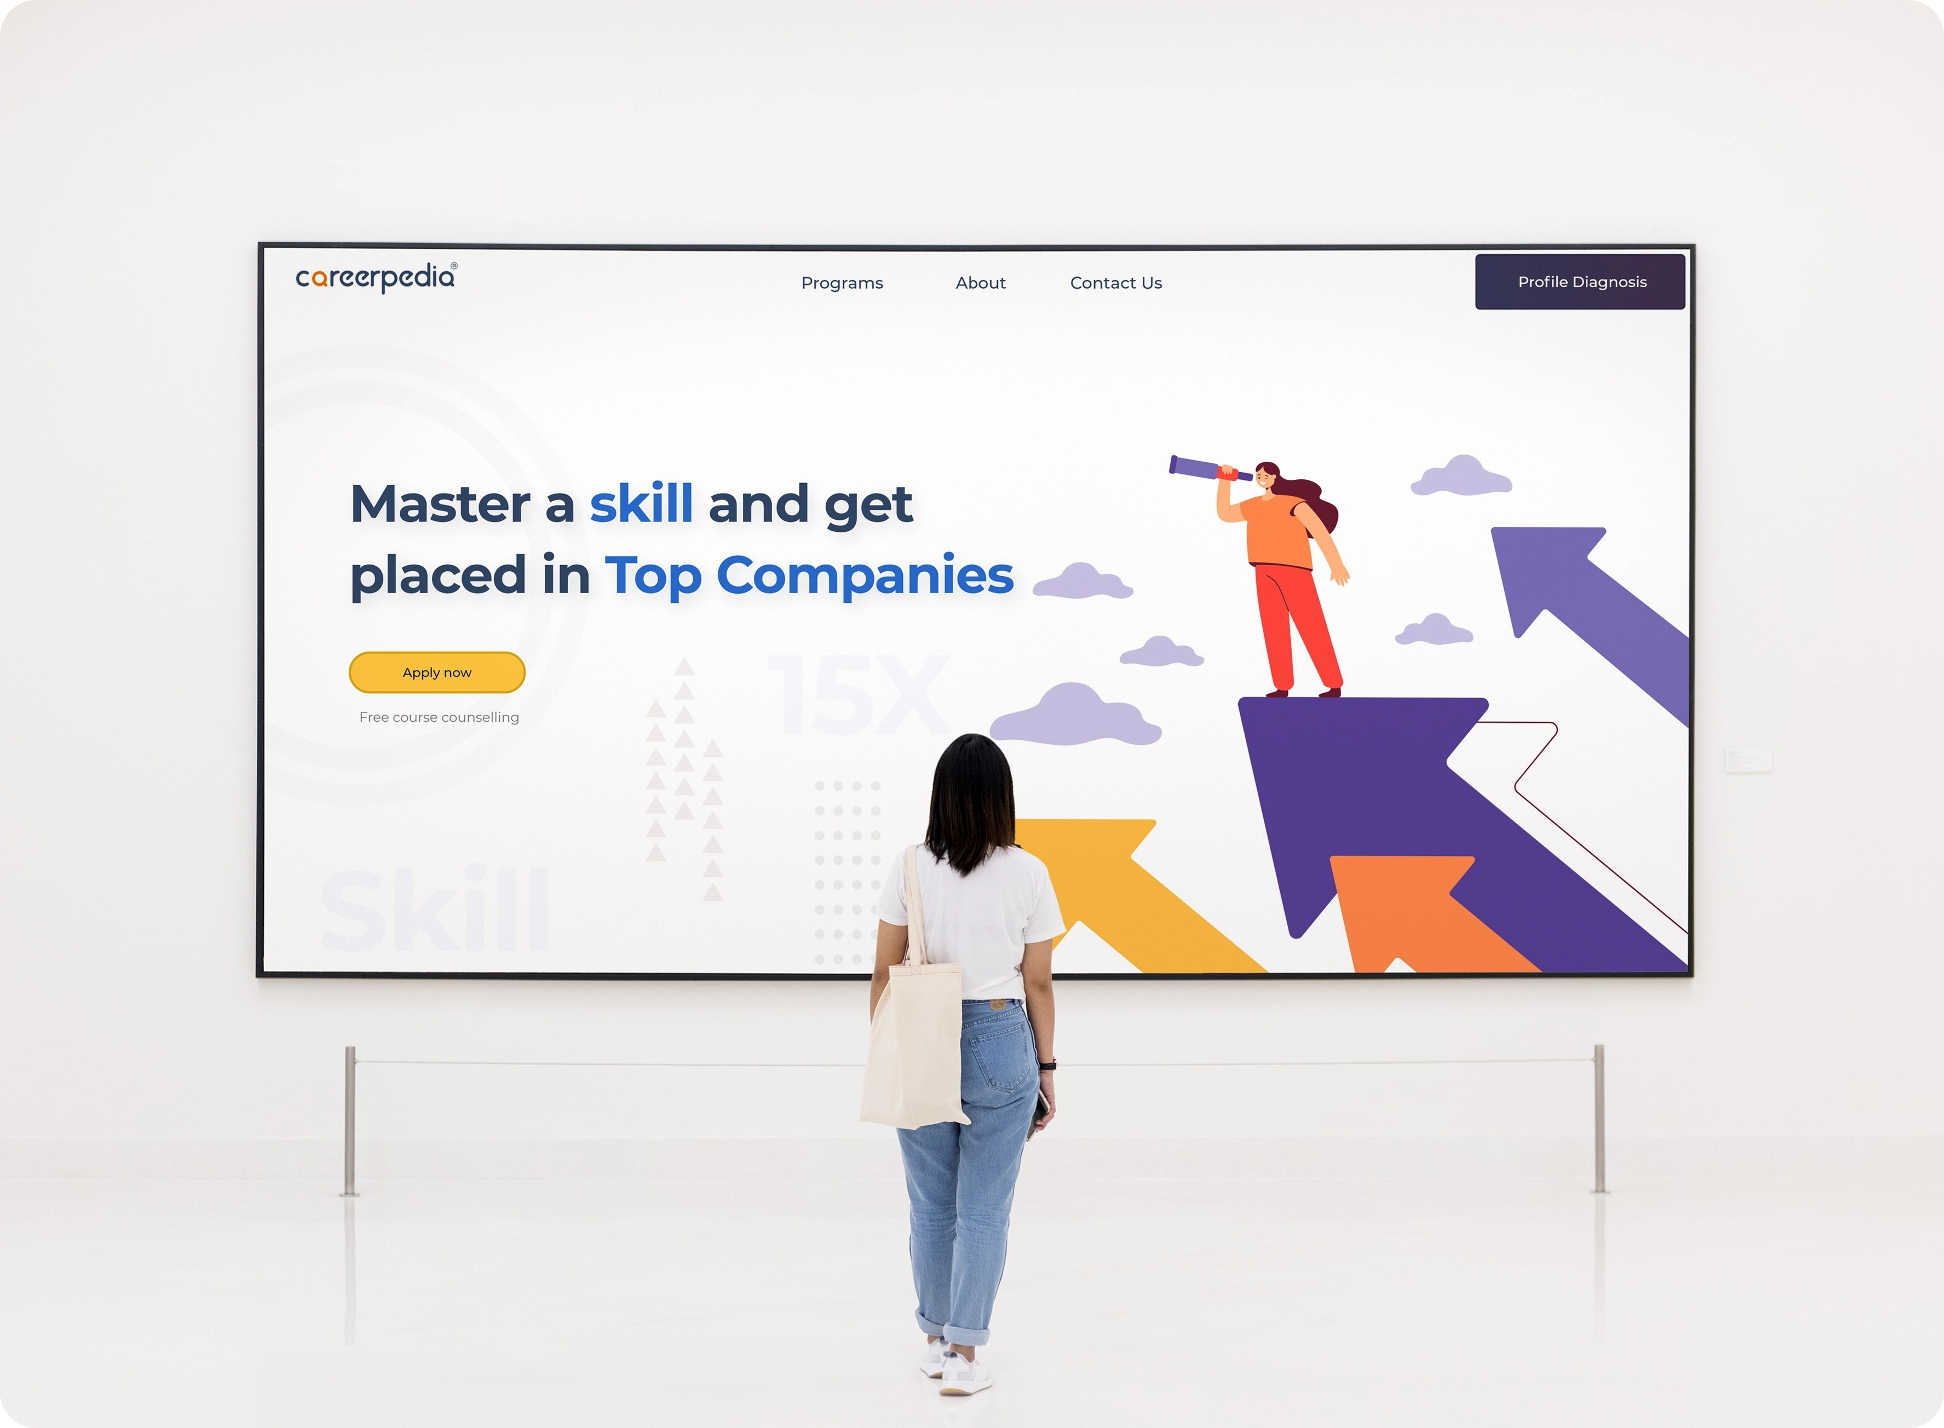 careerpedia®
Programs About Contact Us
Profile Diagnosis
Master a skill and get
placed in Top Companies
Apply now
Free course counselling
15X
Skill